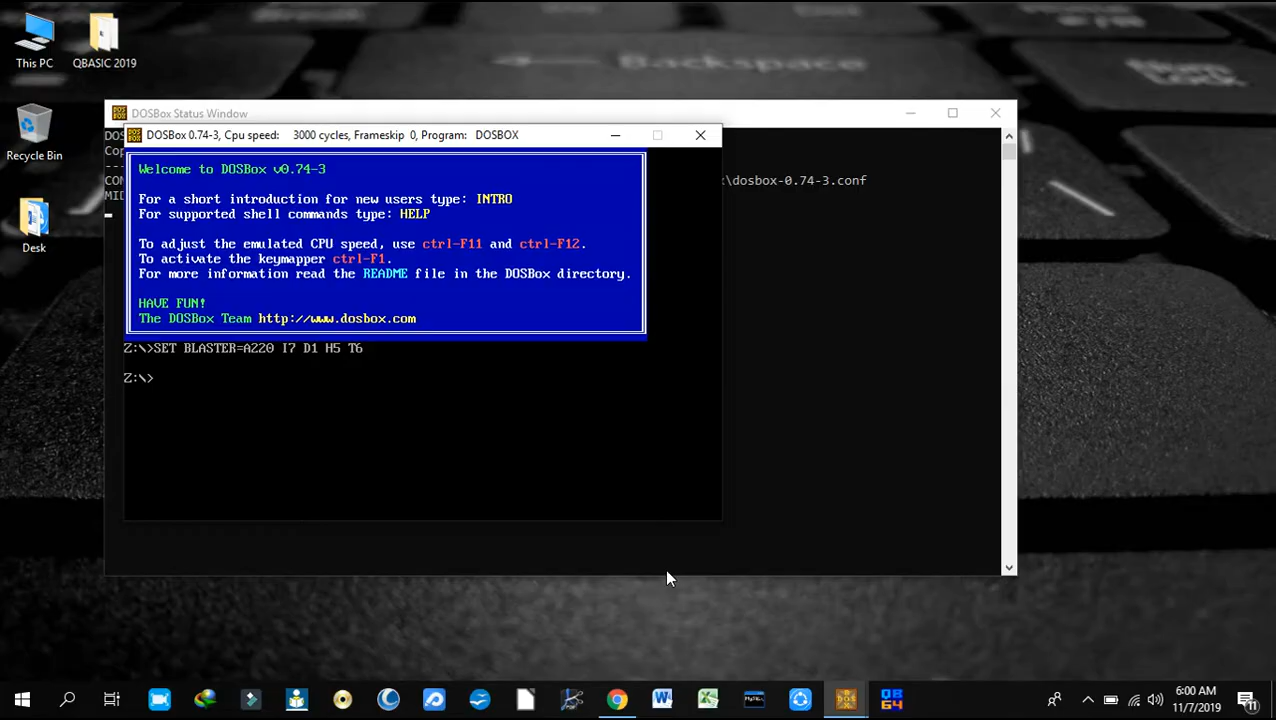 Backspace
Num
Lock
This PC
QBASIC 2019
Recycle Bin
Desk
DOSBox Status Window
DOSBox 0.74-3, Cpu speed: 3000 cycles, Frameskip 0, Program: DOSBOX
\dosbox-0.74-3.conf
Welcome to DOSBox v0.74-3
For a short introduction for new users type: INTRO
For supported shell commands type: HELP
To adjust the emulated CPU speed, use ctrl-F11 and ctrl-F12.
To activate the keymapper ctrl-F1.
For more information read the README file in the DOSBox directory.
HAVE FUN!
The DOSBox Team http://www.dosbox.com
Z:\>SET BLASTER=A220 I7 D1 H5 T6
Z:\>
QB
64
11/7/2019